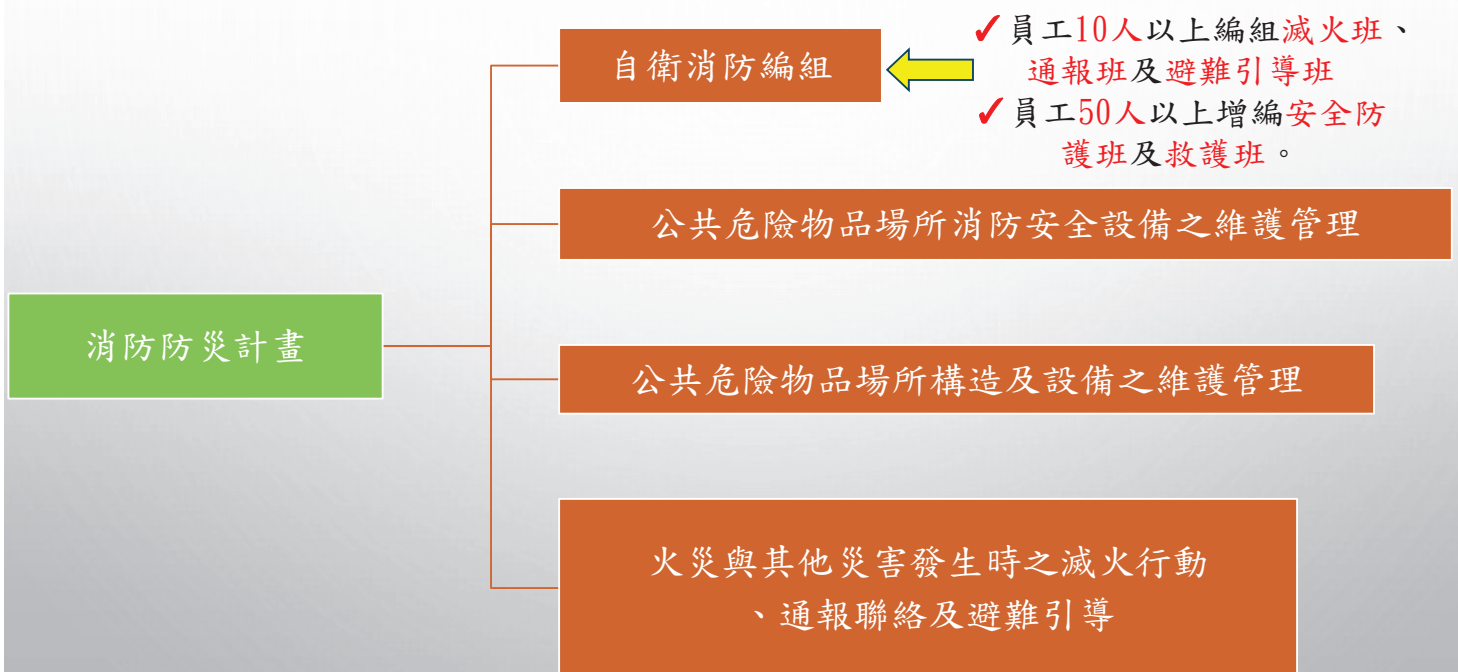 自衛消防編組
✓員工10人以上編組滅火班、
通報班及避難引導班
✓員工50人以上增編安全防
護班及救護班。
公共危險物品場所消防安全設備之維護管理
消防防災計畫
公共危險物品場所構造及設備之維護管理
火災與其他災害發生時之滅火行動
、通報聯絡及避難引導